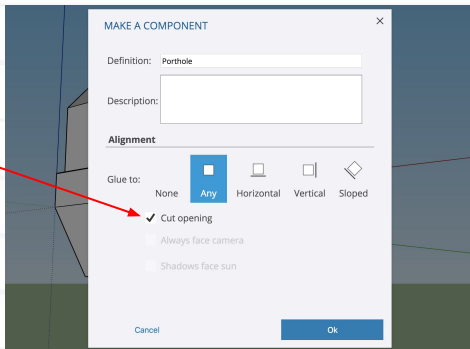 MAKE A COMPONENT
Definition: Porthole
Description:
Alignment
Glue to:
None Any Horizontal Vertical Sloped
Cut opening
Always face camera
Shadows face sun
Cancel Ok